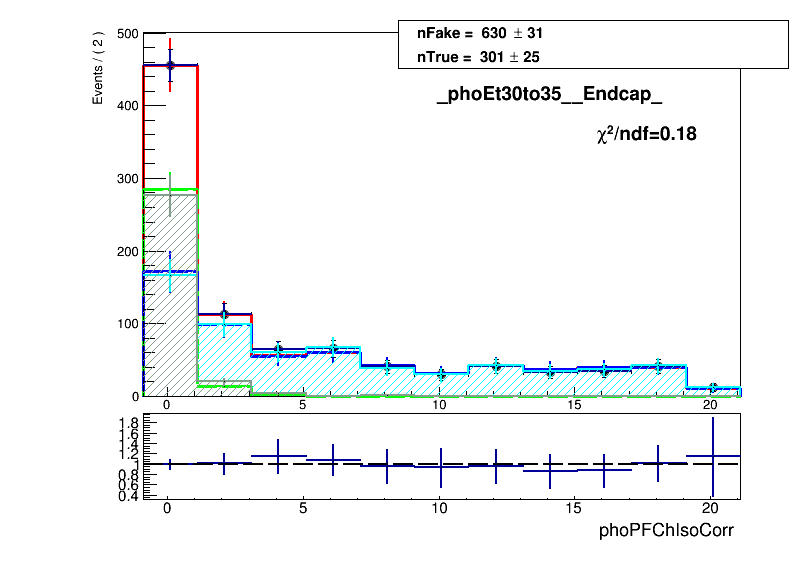 nFake = 630 ± 31
nTrue = 301 ± 25
_phoEt30to35__Endcap_
χ²/ndf=0.18
Events / ( 2 )
500
400
300
200
100
0
0 5 10 15 20
1.8
1.6
1.4
1.2
1
0.8
0.6
0.4
0 5 10 15 20
phoPFChIsoCorr